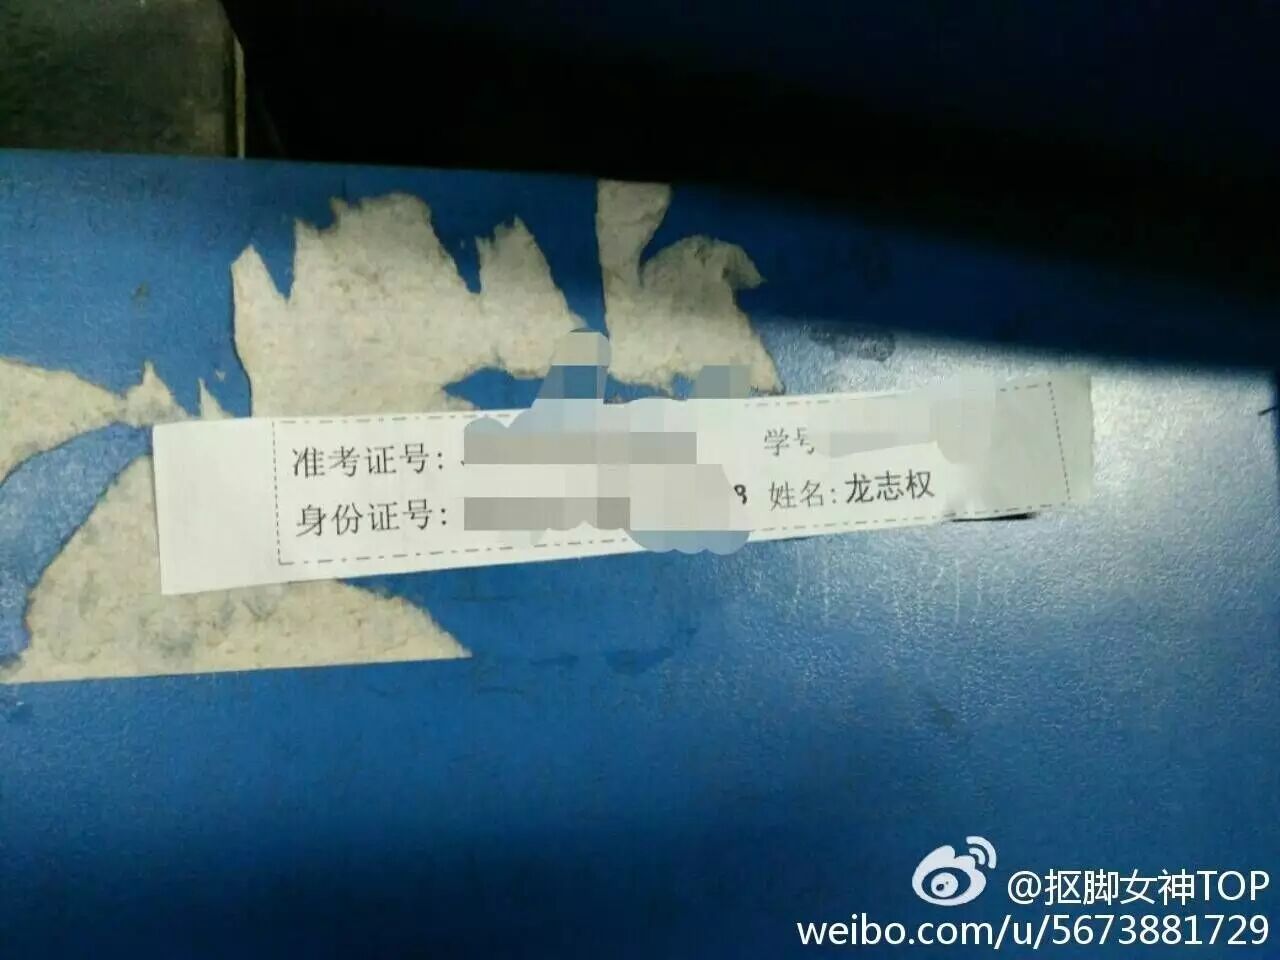 准考证号:
学号
身份证号:
8 姓名:龙志权
@抠脚女神TOP
weibo.com/u/5673881729